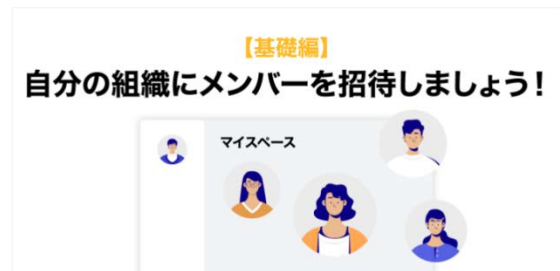 【基礎編】
自分の組織にメンバーを招待しましょう！
マイスペース